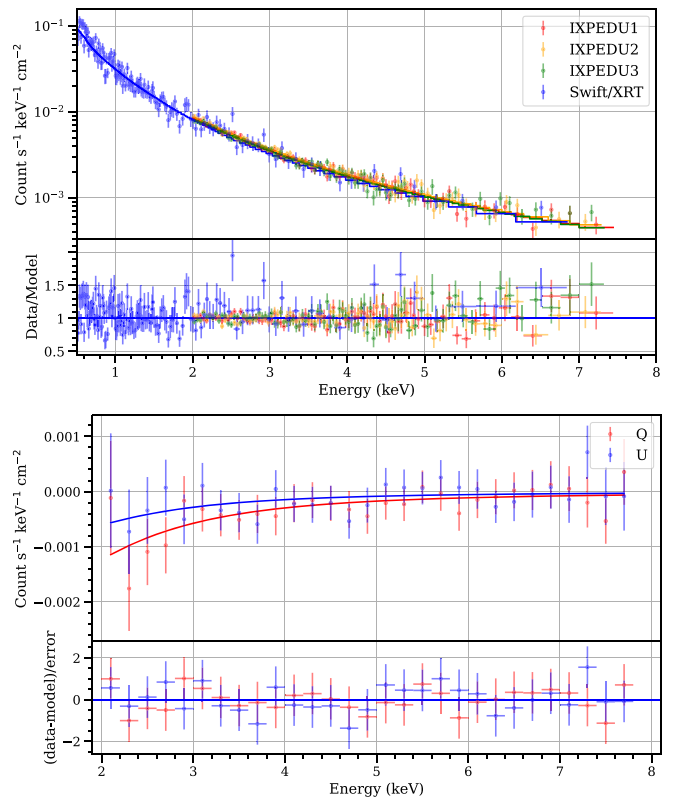 10⁻¹
10⁻²
10⁻³
Count s⁻¹ keV⁻¹ cm⁻²
IXPEDU1
IXPEDU2
IXPEDU3
Swift/XRT
1.5
1
0.5
Data/Model
1 2 3 4 5 6 7 8
Energy (keV)
0.001
0.000
−0.001
−0.002
Count s⁻¹ keV⁻¹ cm⁻²
Q
U
2
0
−2
(data-model)/error
2 3 4 5 6 7 8
Energy (keV)